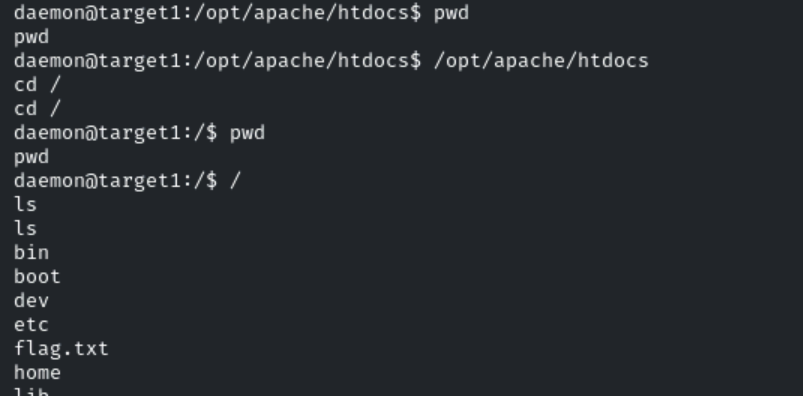 daemon@target1:/opt/apache/htdocs$ pwd
pwd
daemon@target1:/opt/apache/htdocs$ /opt/apache/htdocs
cd /
cd /
daemon@target1:/$ pwd
pwd
daemon@target1:/$ /
ls
ls
bin
boot
dev
etc
flag.txt
home
lib